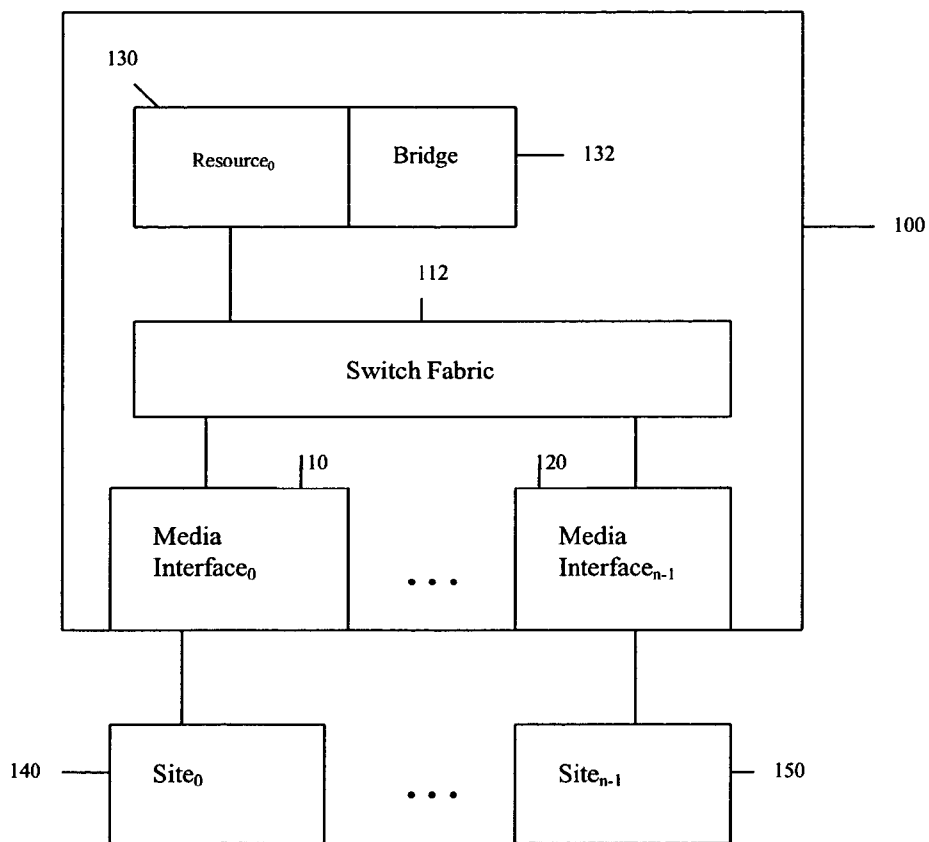 130
Resource₀
Bridge
132
100
112
Switch Fabric
110
120
Media
Interface₀
Media
Interfaceₙ₋₁
. . .
140
Site₀
. . .
Siteₙ₋₁
150